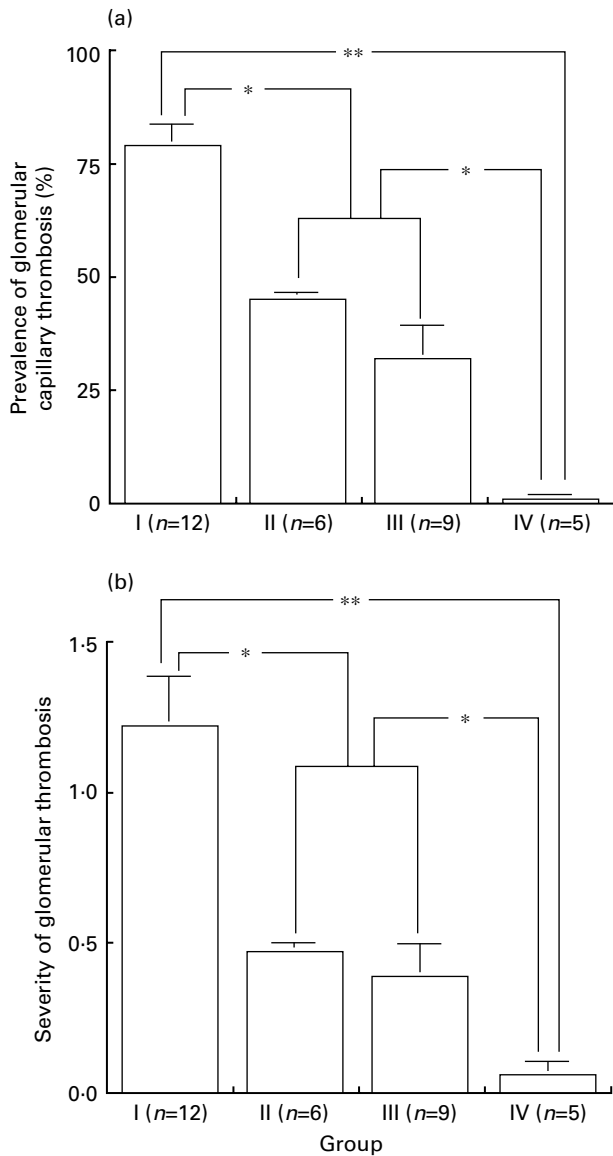 (a)
Prevalence of glomerular
capillary thrombosis (%)
100
75
50
25
0
**
*
*
I (n=12) II (n=6) III (n=9) IV (n=5)
(b)
Severity of glomerular thrombosis
1·5
1·0
0·5
0·0
**
*
*
I (n=12) II (n=6) III (n=9) IV (n=5)
Group